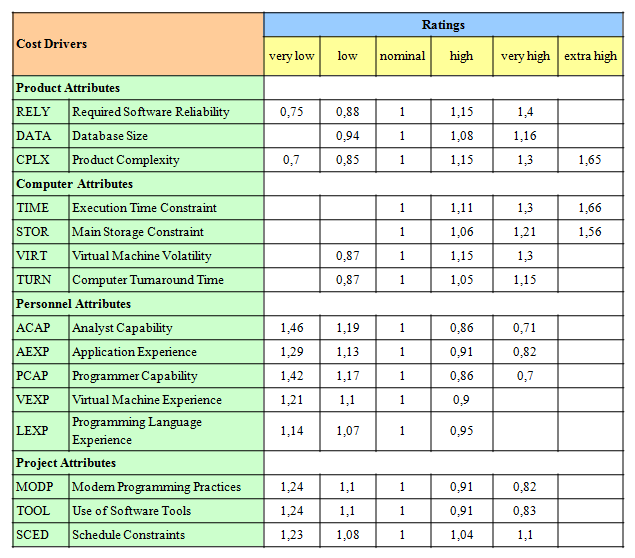 Cost Drivers
Ratings
very low low nominal high very high extra high
Product Attributes
RELY Required Software Reliability 0,75 0,88 1 1,15 1,4
DATA Database Size 0,94 1 1,08 1,16
CPLX Product Complexity 0,7 0,85 1 1,15 1,3 1,65
Computer Attributes
TIME Execution Time Constraint 1 1,11 1,3 1,66
STOR Main Storage Constraint 1 1,06 1,21 1,56
VIRT Virtual Machine Volatility 0,87 1 1,15 1,3
TURN Computer Turnaround Time 0,87 1 1,05 1,15
Personnel Attributes
ACAP Analyst Capability 1,46 1,19 1 0,86 0,71
AEXP Application Experience 1,29 1,13 1 0,91 0,82
PCAP Programmer Capability 1,42 1,17 1 0,86 0,7
VEXP Virtual Machine Experience 1,21 1,1 1 0,9
LEXP Programming Language
Experience 1,14 1,07 1 0,95
Project Attributes
MODP Modern Programming Practices 1,24 1,1 1 0,91 0,82
TOOL Use of Software Tools 1,24 1,1 1 0,91 0,83
SCED Schedule Constraints 1,23 1,08 1 1,04 1,1